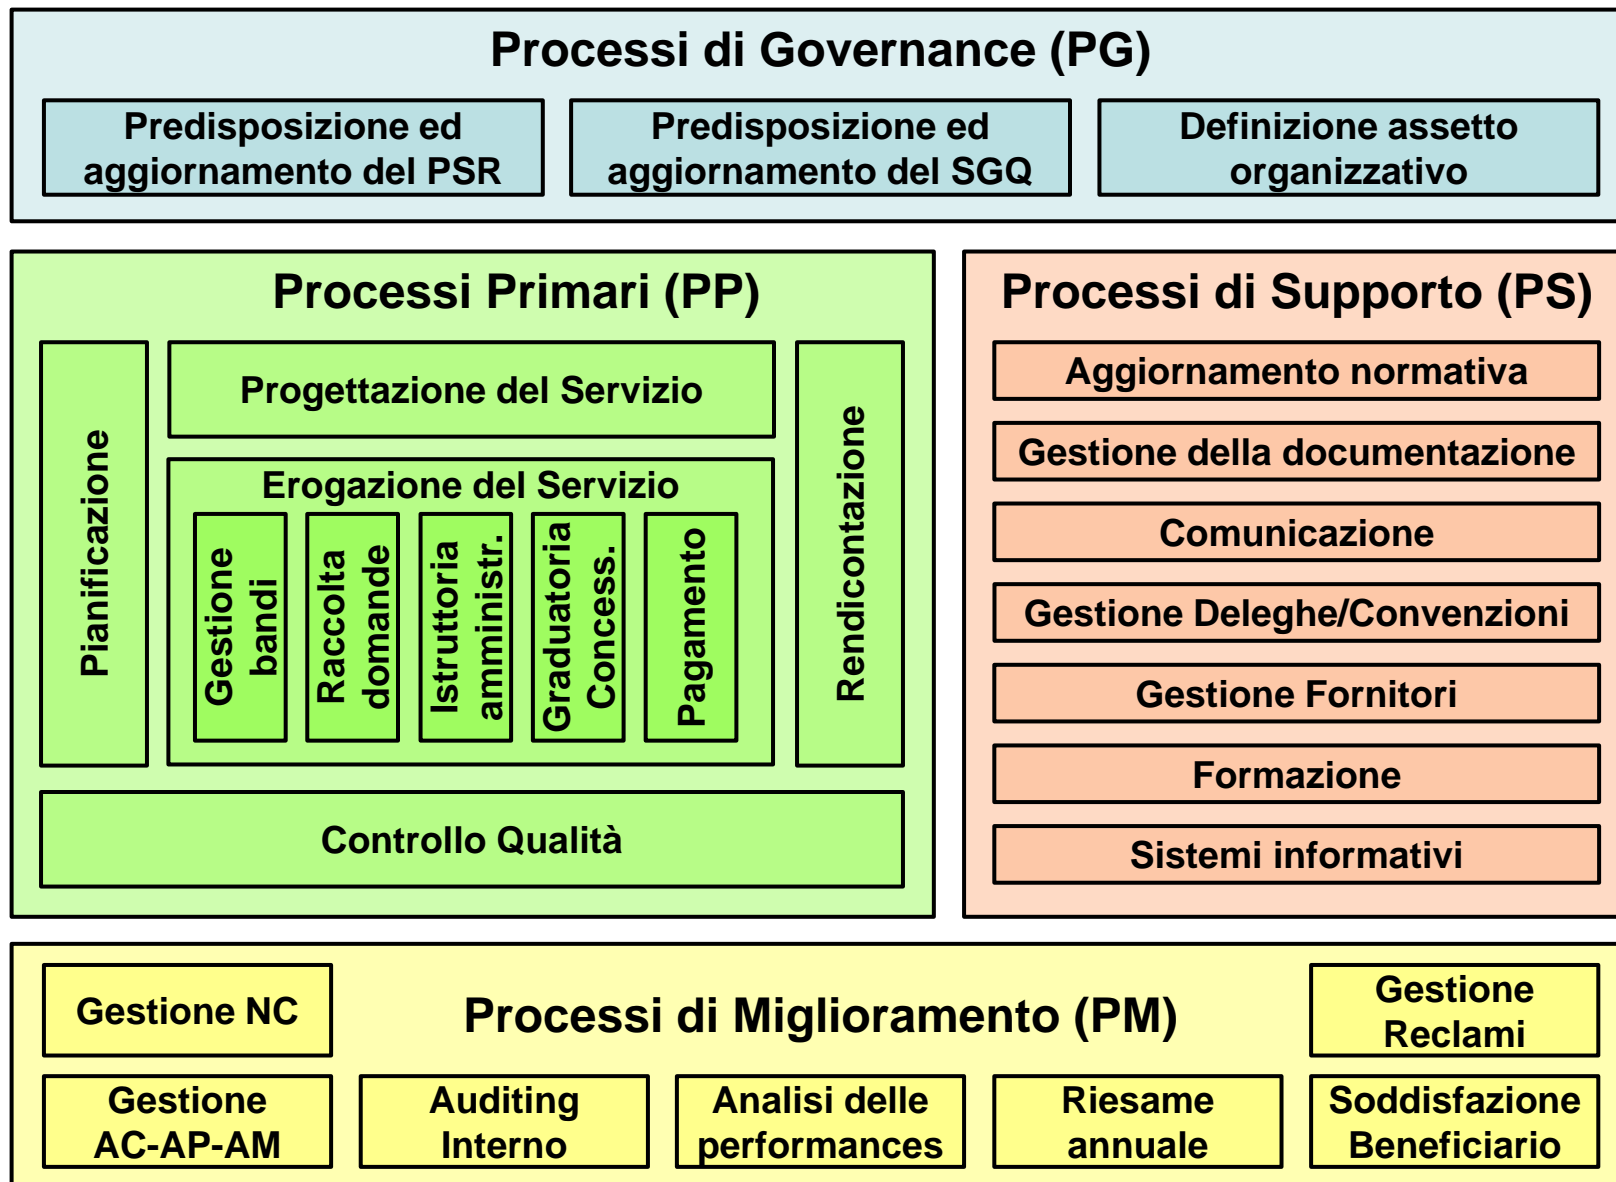 Processi di Governance (PG)
Predisposizione ed
aggiornamento del PSR
Predisposizione ed
aggiornamento del SGQ
Definizione assetto
organizzativo
Processi Primari (PP)
Pianificazione
Progettazione del Servizio
Erogazione del Servizio
Gestione
bandi
Raccolta
domande
Istruttoria
amministr.
Graduatoria
Concess.
Pagamento
Rendicontazione
Controllo Qualità
Processi di Supporto (PS)
Aggiornamento normativa
Gestione della documentazione
Comunicazione
Gestione Deleghe/Convenzioni
Gestione Fornitori
Formazione
Sistemi informativi
Processi di Miglioramento (PM)
Gestione NC
Gestione
Reclami
Gestione
AC-AP-AM
Auditing
Interno
Analisi delle
performances
Riesame
annuale
Soddisfazione
Beneficiario